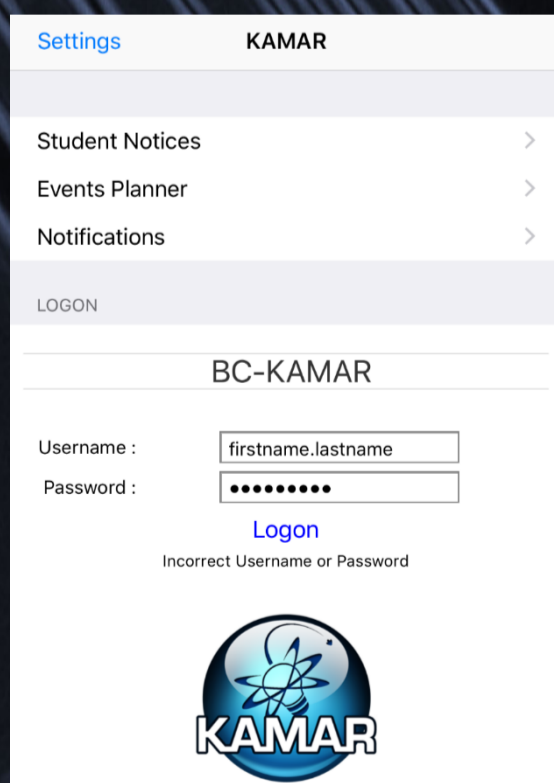 Settings KAMAR
Student Notices
Events Planner
Notifications
LOGON
BC-KAMAR
Username : firstname.lastname
Password : •••••••••
Logon
Incorrect Username or Password
KAMAR